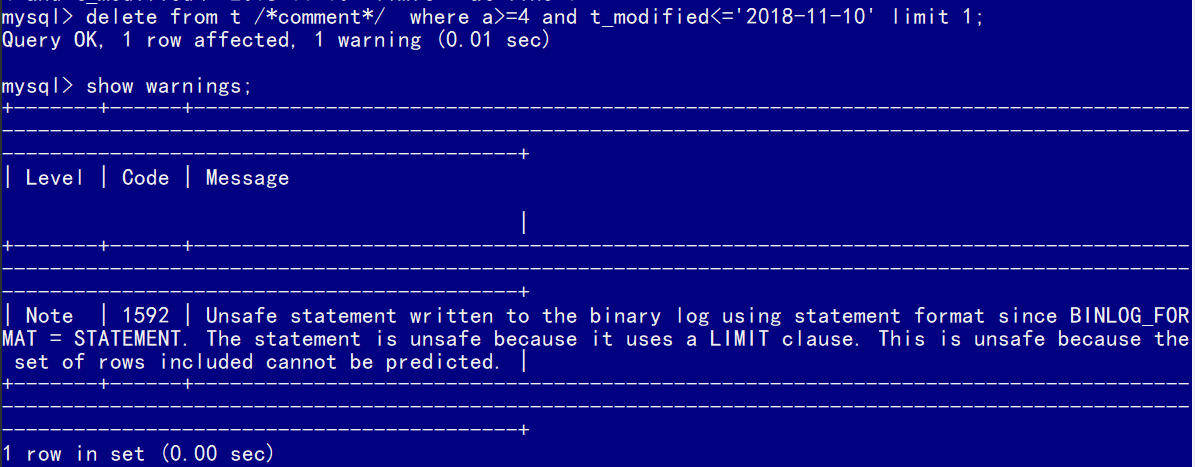 mysql> delete from t /*comment*/  where a>=4 and t_modified<='2018-11-10' limit 1;
Query OK, 1 row affected, 1 warning (0.01 sec)
mysql> show warnings;
+-------+------+-----------------------------------------------------------------------------------
---------------------------------------------------------------------------------------------------
-------------------------------------------+
| Level | Code | Message
|
+-------+------+-----------------------------------------------------------------------------------
---------------------------------------------------------------------------------------------------
-------------------------------------------+
| Note  | 1592 | Unsafe statement written to the binary log using statement format since BINLOG_FOR
MAT = STATEMENT. The statement is unsafe because it uses a LIMIT clause. This is unsafe because the
 set of rows included cannot be predicted. |
+-------+------+-----------------------------------------------------------------------------------
---------------------------------------------------------------------------------------------------
-------------------------------------------+
1 row in set (0.00 sec)